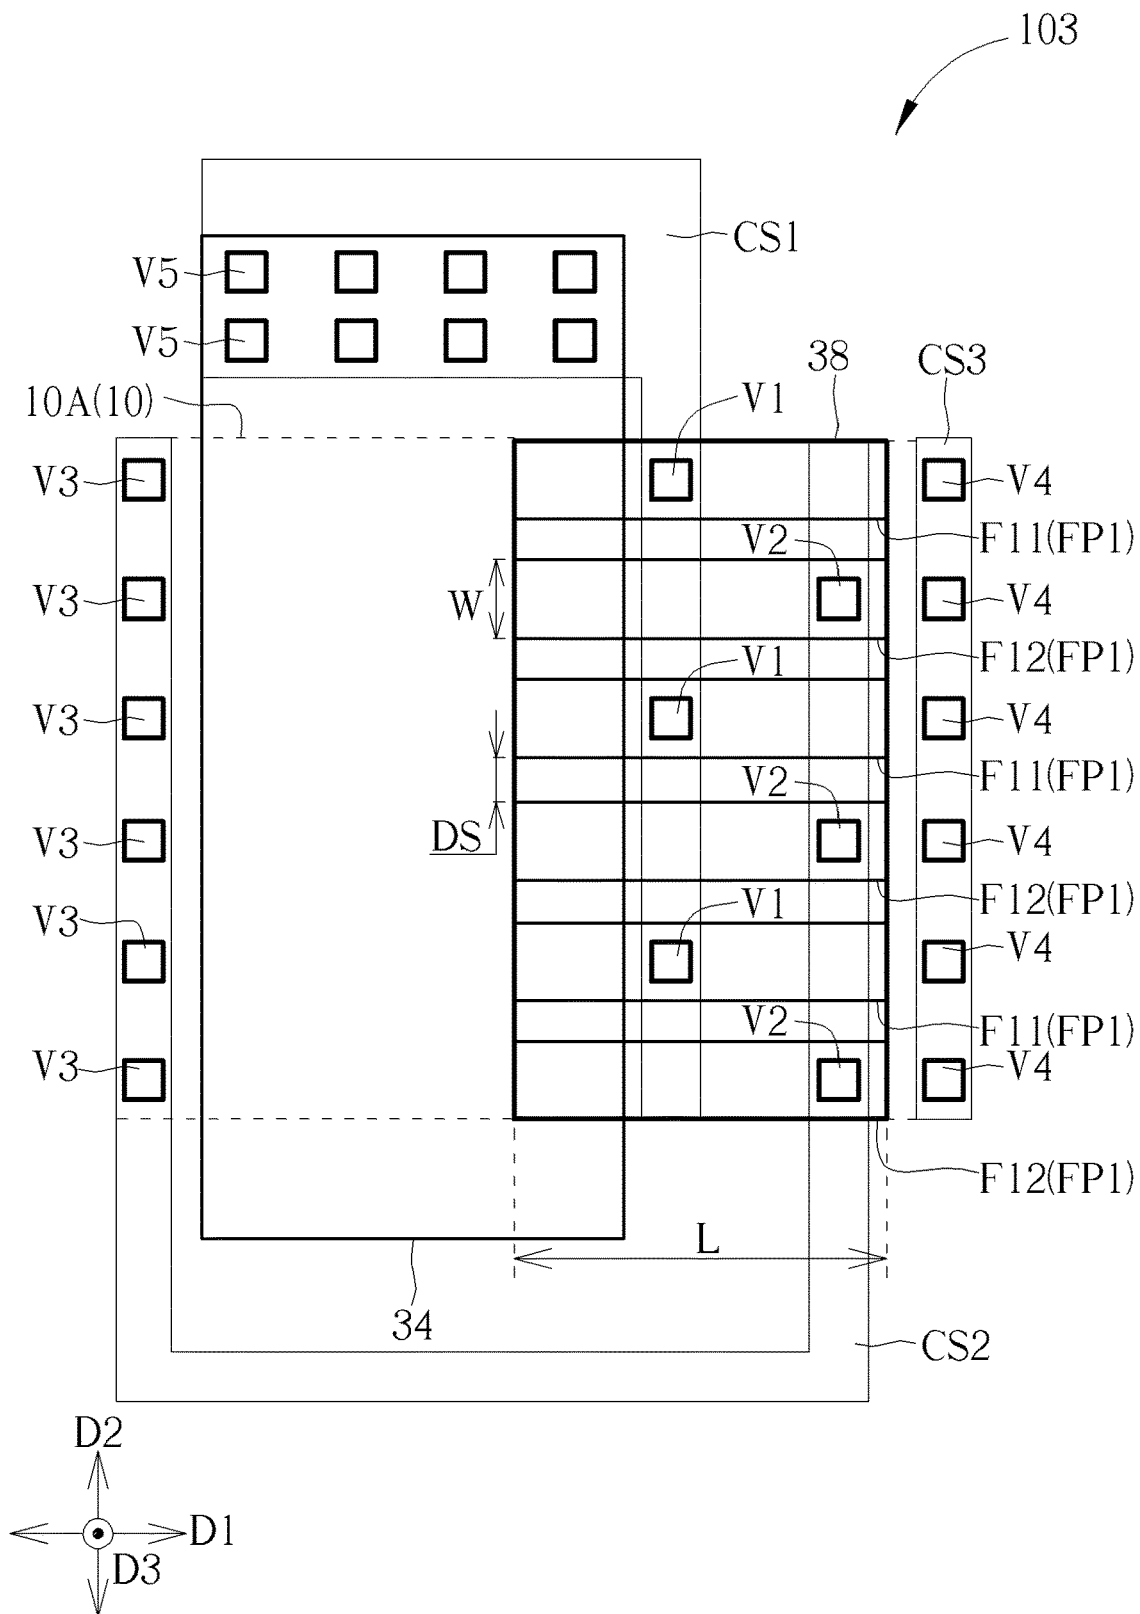 103
CS1
V5
V5
38
CS3
10A(10)
V1
V3
V4
F11(FP1)
V2
V3
W
V4
F12(FP1)
V1
V3
V4
F11(FP1)
V2
V3
DS
V4
F12(FP1)
V1
V3
V4
F11(FP1)
V2
V3
V4
F12(FP1)
L
34
CS2
D2
D1
D3